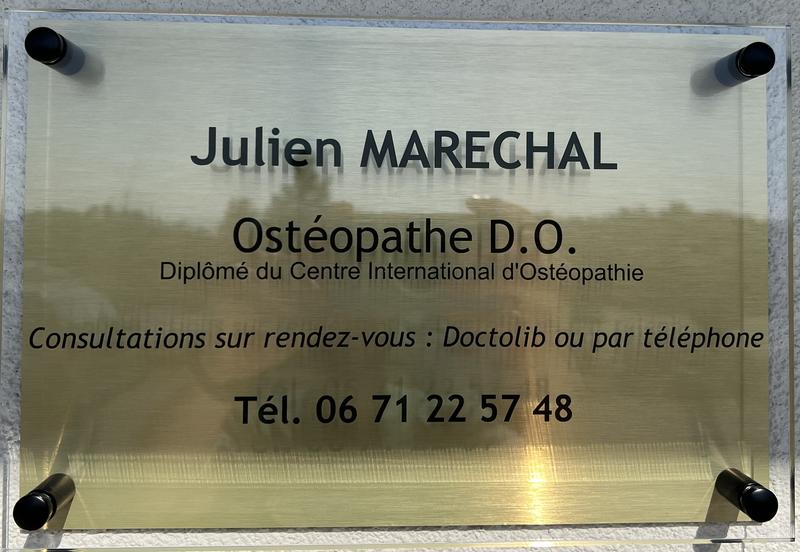 Julien MARECHAL
Ostéopathe D.O.
Diplômé du Centre International d'Ostéopathie
Consultations sur rendez-vous : Doctolib ou par téléphone
Tél. 06 71 22 57 48